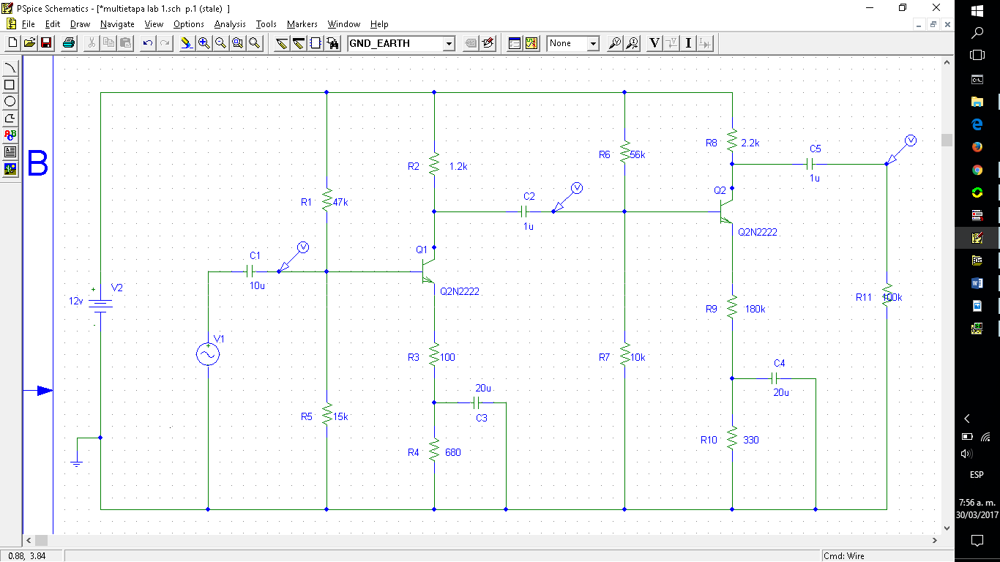 PSpice Schematics - [*multietapa lab 1.sch p.1 (stale) ]
File Edit Draw Navigate View Options Analysis Tools Markers Window Help
GND_EARTH
None
V
I
ABC
B
R8 2.2k
C5
1u
R6 56k
R2 1.2k
Q2
C2
1u
R1 47k
Q2N2222
Q1
C1
10u
Q2N2222
V2
12v
R11 100k
R9 180k
V1
R3 100
R7 10k
C4
20u
20u
C3
R5 15k
R10 330
R4 680
V
V
V
V
ESP
7:56 a. m.
30/03/2017
0.88, 3.84
Cmd: Wire